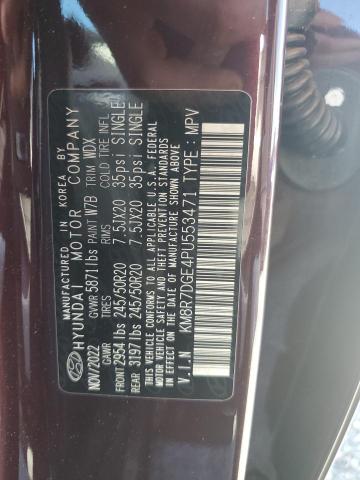 HYUNDAI MOTOR COMPANY
MANUFACTURED IN KOREA BY
NOV/2022 GVWR 5871 lbs PAINT W7B TRIM WDX
GAWR TIRES RIMS COLD TIRE INFL.
FRONT 2954 lbs 245/50R20 7.5JX20 35psi SINGLE
REAR 3197 lbs 245/50R20 7.5JX20 35psi SINGLE
THIS VEHICLE CONFORMS TO ALL APPLICABLE U.S.A. FEDERAL
MOTOR VEHICLE SAFETY, BUMPER AND THEFT PREVENTION
STANDARDS IN EFFECT ON THE DATE OF MANUFACTURE SHOWN ABOVE.
V.I.N : KM8R7DGE4PU553471 TYPE : MPV